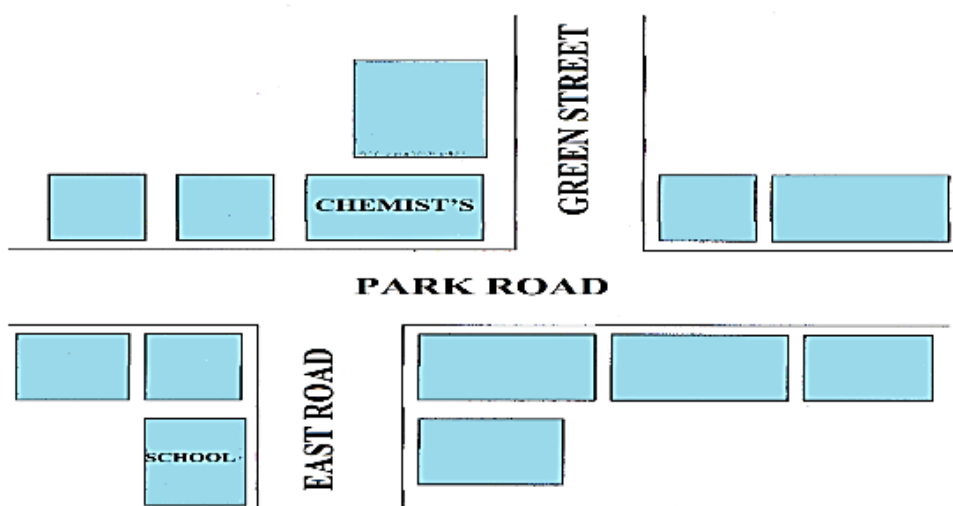 GREEN STREET
CHEMIST'S
PARK ROAD
EAST ROAD
SCHOOL